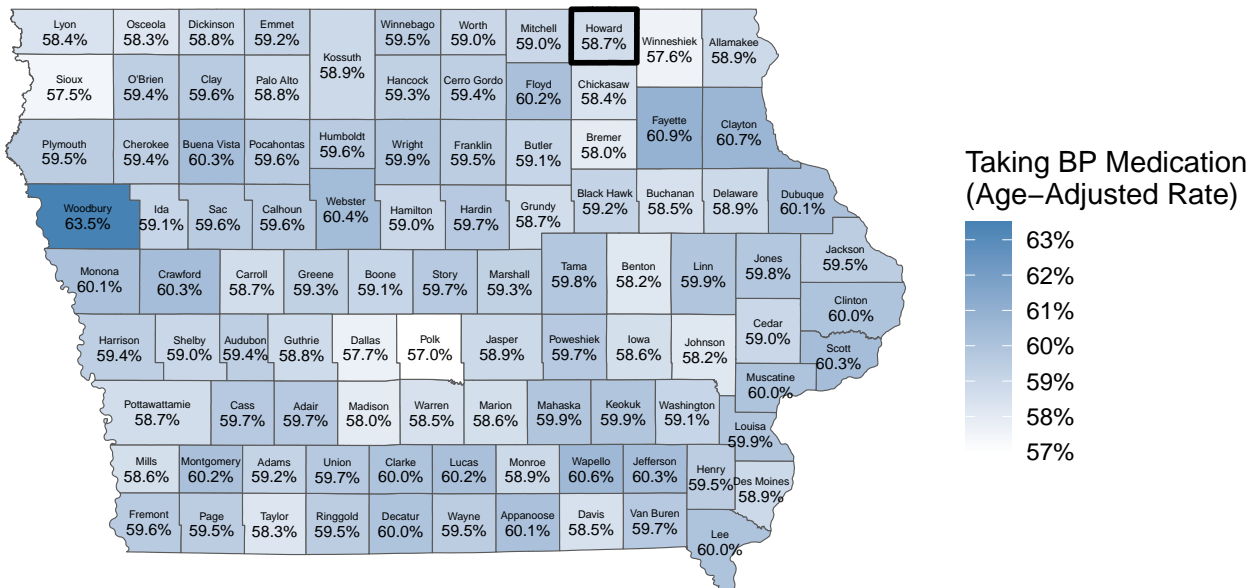 Lyon
58.4%
Osceola
58.3%
Dickinson
58.8%
Emmet
59.2%
Kossuth
58.9%
Winnebago
59.5%
Worth
59.0%
Mitchell
59.0%
Howard
58.7%
Winneshiek
57.6%
Allamakee
58.9%
Sioux
57.5%
O'Brien
59.4%
Clay
59.6%
Palo Alto
58.8%
Hancock
59.3%
Cerro Gordo
59.4%
Floyd
60.2%
Chickasaw
58.4%
Fayette
60.9%
Clayton
60.7%
Plymouth
59.5%
Cherokee
59.4%
Buena Vista
60.3%
Pocahontas
59.6%
Humboldt
59.6%
Wright
59.9%
Franklin
59.5%
Butler
59.1%
Bremer
58.0%
Woodbury
63.5%
Ida
59.1%
Sac
59.6%
Calhoun
59.6%
Webster
60.4%
Hamilton
59.0%
Hardin
59.7%
Grundy
58.7%
Black Hawk
59.2%
Buchanan
58.5%
Delaware
58.9%
Dubuque
60.1%
Monona
60.1%
Crawford
60.3%
Carroll
58.7%
Greene
59.3%
Boone
59.1%
Story
59.7%
Marshall
59.3%
Tama
59.8%
Benton
58.2%
Linn
59.9%
Jones
59.8%
Jackson
59.5%
Clinton
60.0%
Harrison
59.4%
Shelby
59.0%
Audubon
59.4%
Guthrie
58.8%
Dallas
57.7%
Polk
57.0%
Jasper
58.9%
Poweshiek
59.7%
Iowa
58.6%
Johnson
58.2%
Cedar
59.0%
Scott
60.3%
Muscatine
60.0%
Pottawattamie
58.7%
Cass
59.7%
Adair
59.7%
Madison
58.0%
Warren
58.5%
Marion
58.6%
Mahaska
59.9%
Keokuk
59.9%
Washington
59.1%
Louisa
59.9%
Mills
58.6%
Montgomery
60.2%
Adams
59.2%
Union
59.7%
Clarke
60.0%
Lucas
60.2%
Monroe
58.9%
Wapello
60.6%
Jefferson
60.3%
Henry
59.5%
Des Moines
58.9%
Fremont
59.6%
Page
59.5%
Taylor
58.3%
Ringgold
59.5%
Decatur
60.0%
Wayne
59.5%
Appanoose
60.1%
Davis
58.5%
Van Buren
59.7%
Lee
60.0%
Taking BP Medication
(Age−Adjusted Rate)
63%
62%
61%
60%
59%
58%
57%